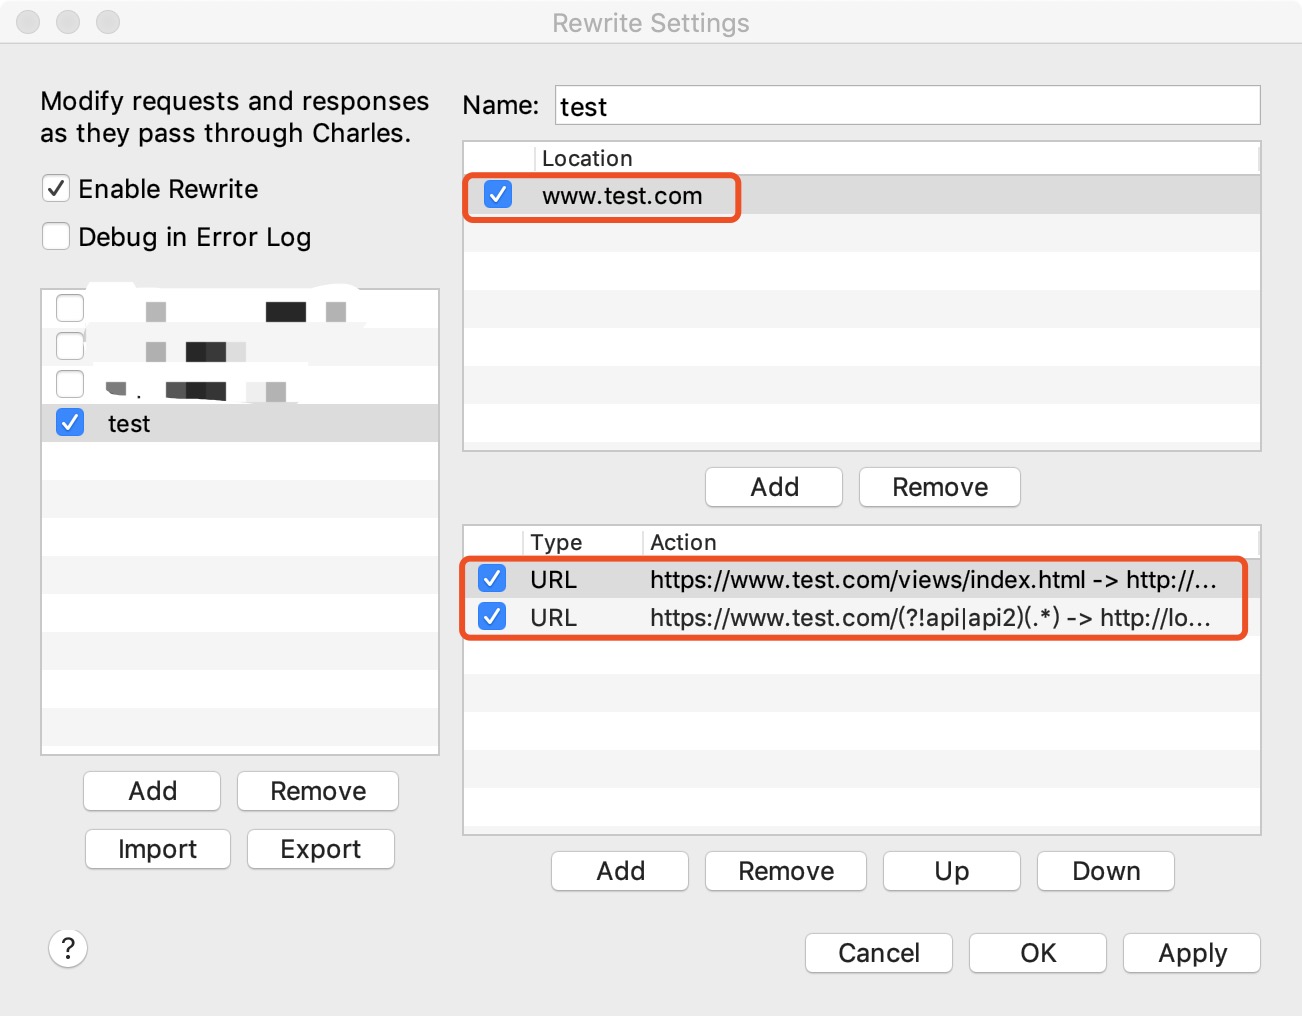 Rewrite Settings
Modify requests and responses
as they pass through Charles.
Enable Rewrite
Debug in Error Log
test
Add Remove
Import Export
Name: test
Location
www.test.com
Add Remove
Type Action
URL https://www.test.com/views/index.html -> http://...
URL https://www.test.com/(?!api|api2)(.*) -> http://lo...
Add Remove Up Down
?
Cancel OK Apply